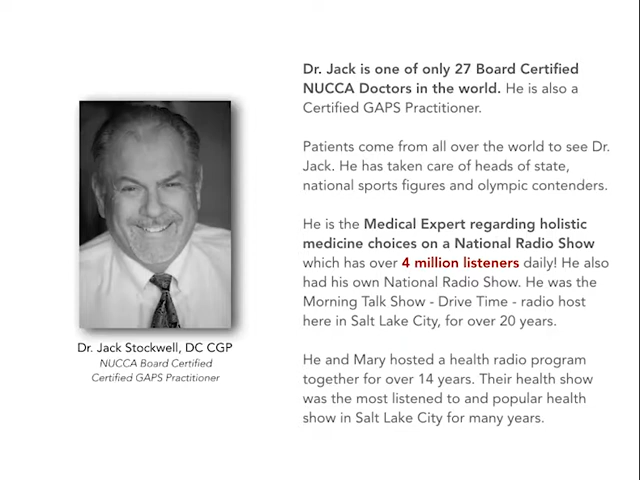 Dr. Jack is one of only 27 Board Certified
NUCCA Doctors in the world. He is also a
Certified GAPS Practitioner.
Patients come from all over the world to see Dr.
Jack. He has taken care of heads of state,
national sports figures and olympic contenders.
He is the Medical Expert regarding holistic
medicine choices on a National Radio Show
which has over 4 million listeners daily! He also
had his own National Radio Show. He was the
Morning Talk Show - Drive Time - radio host
here in Salt Lake City, for over 20 years.
He and Mary hosted a health radio program
together for over 14 years. Their health show
was the most listened to and popular health
show in Salt Lake City for many years.
Dr. Jack Stockwell, DC CGP
NUCCA Board Certified
Certified GAPS Practitioner